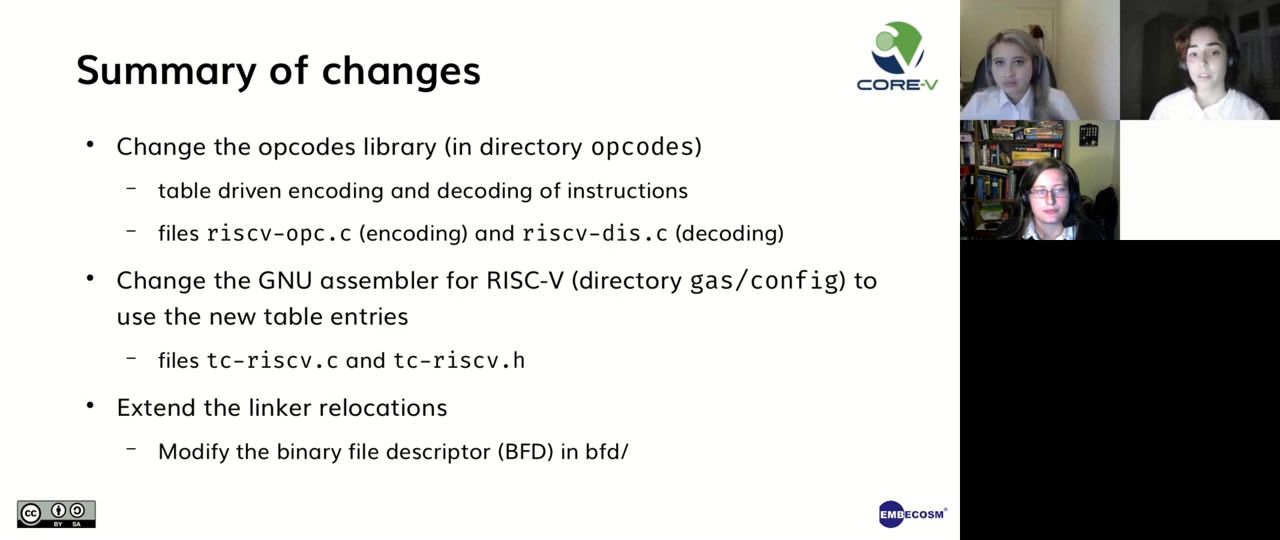 Summary of changes
CORE-V
• Change the opcodes library (in directory opcodes)
– table driven encoding and decoding of instructions
– files riscv-opc.c (encoding) and riscv-dis.c (decoding)
• Change the GNU assembler for RISC-V (directory gas/config) to
use the new table entries
– files tc-riscv.c and tc-riscv.h
• Extend the linker relocations
– Modify the binary file descriptor (BFD) in bfd/
cc BY SA
EMBECOSM®